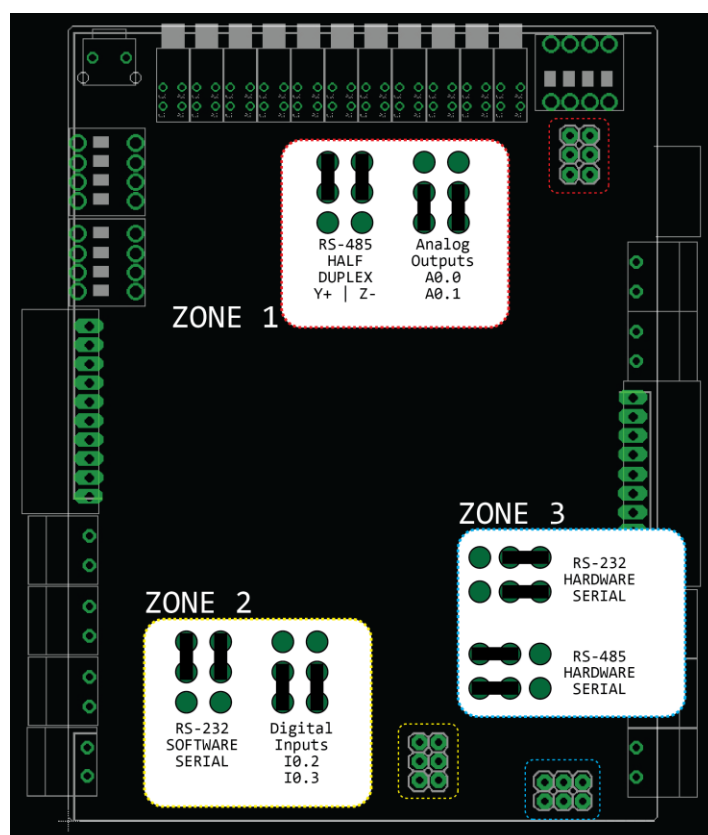 RS-485
HALF
DUPLEX
Y+ | Z-
Analog
Outputs
A0.0
A0.1
ZONE 1
ZONE 3
RS-232
HARDWARE
SERIAL
RS-485
HARDWARE
SERIAL
ZONE 2
RS-232
SOFTWARE
SERIAL
Digital
Inputs
I0.2
I0.3